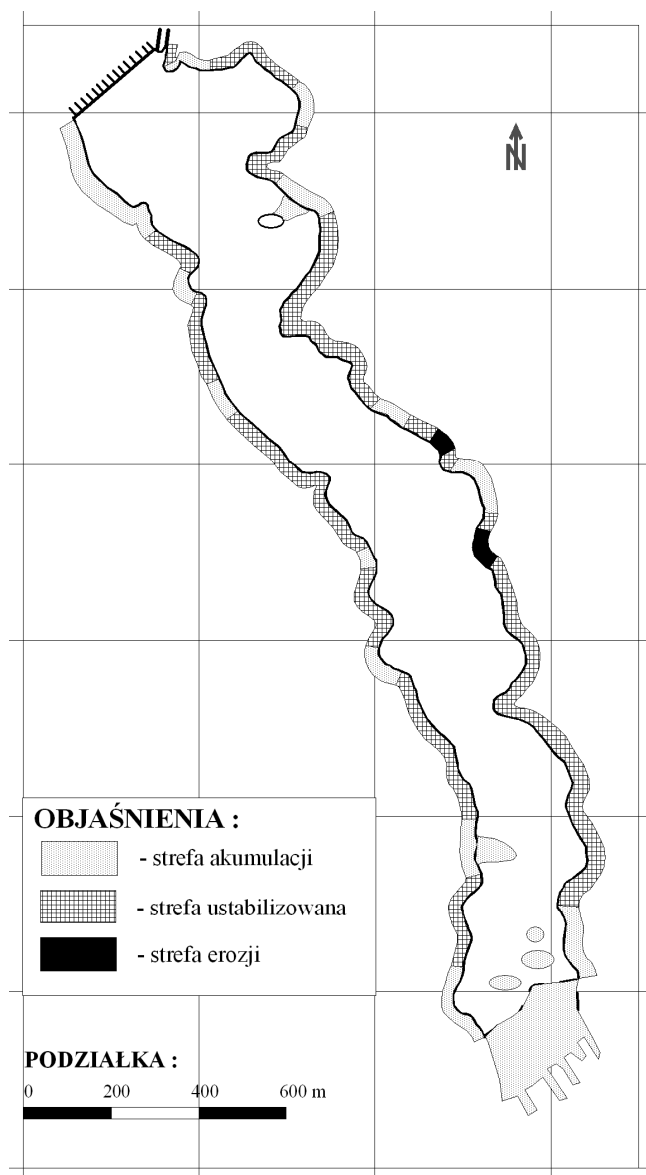 N
OBJAŚNIENIA :
- strefa akumulacji
- strefa ustabilizowana
- strefa erozji
PODZIAŁKA :
0 200 400 600 m